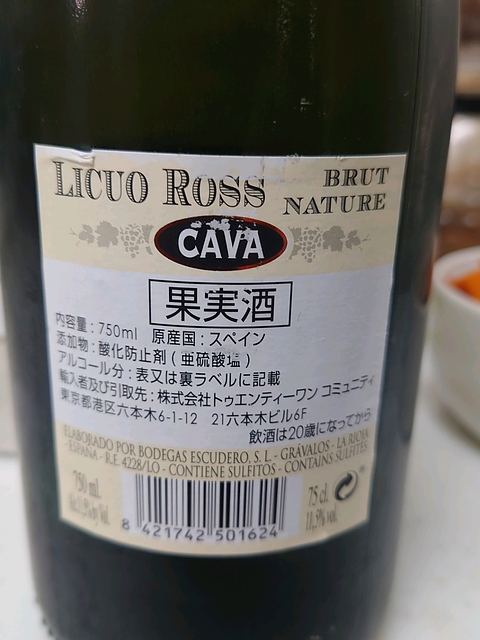 LICUO ROSS
BRUT
NATURE
CAVA
果実酒
内容量：750ml 原産国：スペイン
添加物：酸化防止剤（亜硫酸塩）
アルコール分：表又は裏ラベルに記載
輸入者及び引取先：株式会社トゥエンティーワン コミュニティ
東京都港区六本木6-1-12 21六本木ビル6F
飲酒は20歳になってから
ELABORADO POR BODEGAS ESCUDERO, S. L. - GRÁVALOS - LA RIOJA
- ESPAÑA - R.E. 4228/LO - CONTIENE SULFITOS - CONTAINS SULFITES
750 mL
Alc.11,5% by Vol.
75 cl.
11,5% vol.
8 421742 501624